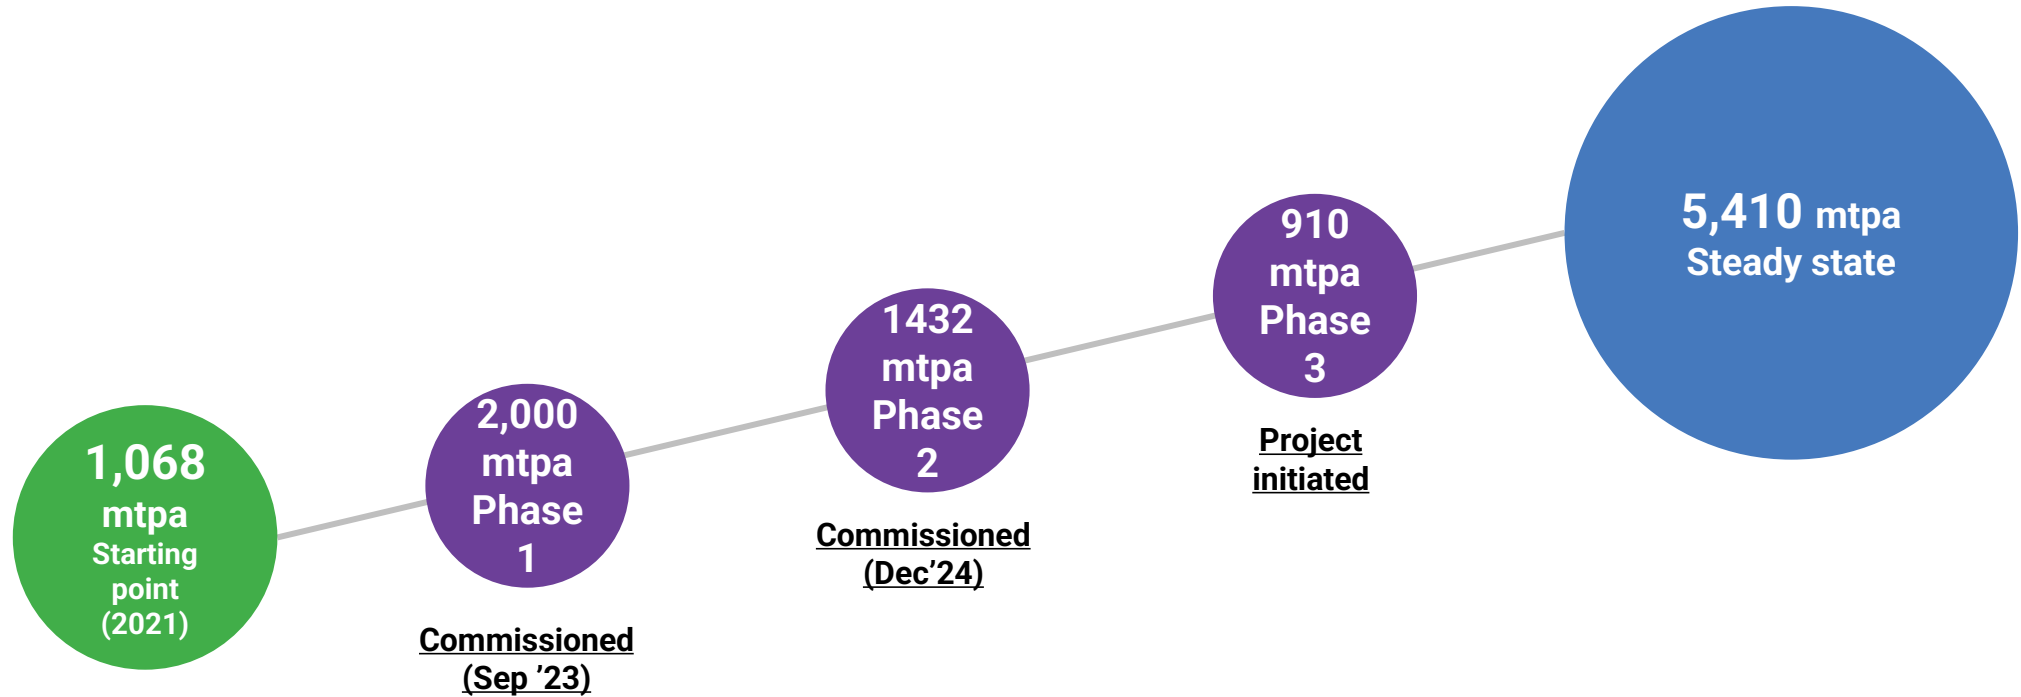 1,068
mtpa
Starting
point
(2021)
2,000
mtpa
Phase
1
Commissioned
(Sep ’23)
1432
mtpa
Phase
2
Commissioned
(Dec’24)
910
mtpa
Phase
3
Project
initiated
5,410 mtpa
Steady state